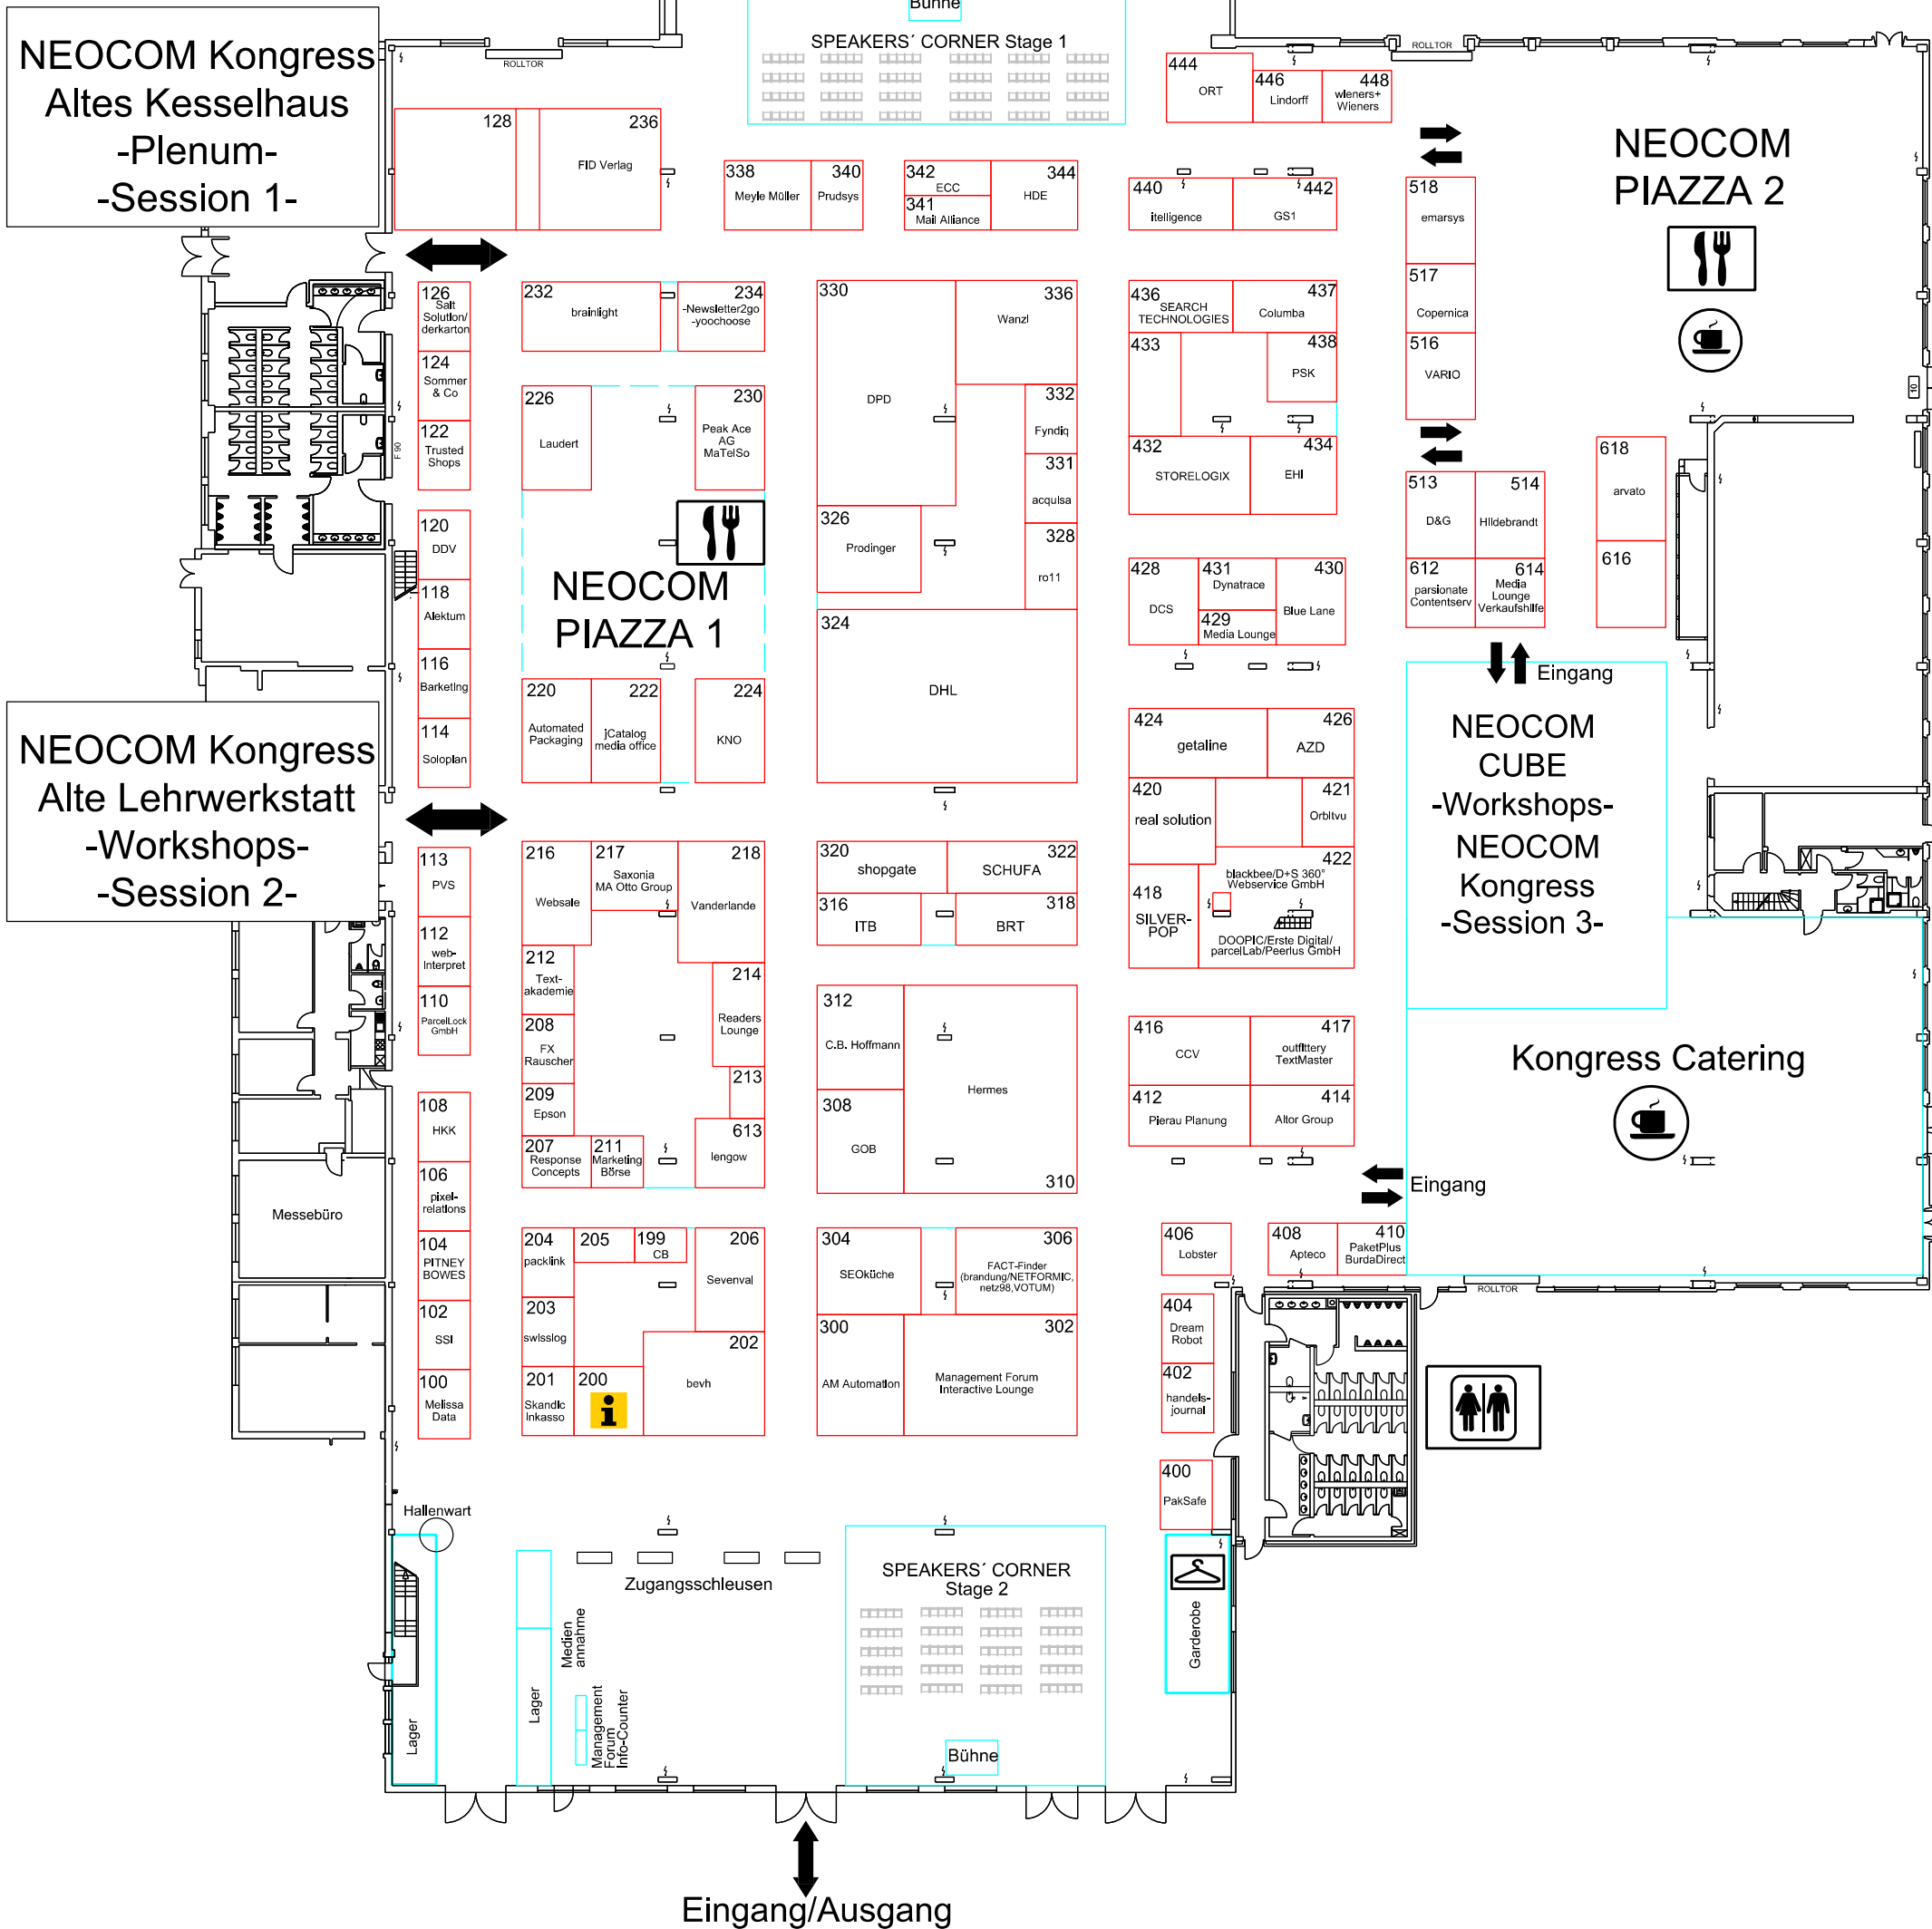 Bühne
SPEAKERS´ CORNER Stage 1
ROLLTOR
ROLLTOR
NEOCOM Kongress
Altes Kesselhaus
-Plenum-
-Session 1-
128
236
FID Verlag
338
Meyle Müller
340
Prudsys
342
ECC
341
Mail Alliance
344
HDE
444
ORT
446
Lindorff
448
wieners+
Wieners
440
itelligence
442
GS1
518
emarsys
517
Copernica
516
VARIO
NEOCOM
PIAZZA 2
126
Salt
Solution/
derkarton
124
Sommer
& Co
122
Trusted
Shops
F 90
232
brainlight
234
-Newsletter2go
-yoochoose
226
Laudert
230
Peak Ace
AG
MaTelSo
330
DPD
336
Wanzl
332
Fyndiq
331
acquisa
326
Prodinger
328
ro11
436
SEARCH
TECHNOLOGIES
437
Columba
433
438
PSK
432
STORELOGIX
434
EHI
10
513
D&G
514
Hildebrandt
618
arvato
616
612
parsionate
Contentserv
614
Media
Lounge
Verkaufshilfe
120
DDV
118
Alektum
116
Barketing
114
Soloplan
NEOCOM
PIAZZA 1
324
DHL
428
DCS
431
Dynatrace
429
Media Lounge
430
Blue Lane
Eingang
NEOCOM Kongress
Alte Lehrwerkstatt
-Workshops-
-Session 2-
220
Automated
Packaging
222
jCatalog
media office
224
KNO
424
getaline
426
AZD
420
real solution
421
Orbitvu
418
SILVER-
POP
422
blackbee/D+S 360°
Webservice GmbH
DOOPIC/Erste Digital/
parcelLab/Peerius GmbH
NEOCOM
CUBE
-Workshops-
NEOCOM
Kongress
-Session 3-
113
PVS
112
web-
Interpret
110
ParcelLock
GmbH
216
Websale
217
Saxonia
MA Otto Group
218
Vanderlande
212
Text-
akademie
214
Readers
Lounge
208
FX
Rauscher
213
209
Epson
207
Response
Concepts
211
Marketing
Börse
613
lengow
320
shopgate
322
SCHUFA
316
ITB
318
BRT
312
C.B. Hoffmann
308
GOB
Hermes
310
416
CCV
417
outfittery
TextMaster
412
Pierau Planung
414
Altor Group
Kongress Catering
Eingang
108
HKK
106
pixel-
relations
104
PITNEY
BOWES
102
SSI
100
Melissa
Data
Messebüro
204
packlink
205
199
CB
206
Sevenval
203
swisslog
202
bevh
201
Skandic
Inkasso
200
i
304
SEOküche
306
FACT-Finder
(brandung/NETFORMIC,
netz98,VOTUM)
300
AM Automation
302
Management Forum
Interactive Lounge
406
Lobster
408
Apteco
410
PaketPlus
BurdaDirect
ROLLTOR
404
Dream
Robot
402
handels-
journal
400
PakSafe
Hallenwart
Zugangsschleusen
SPEAKERS´ CORNER
Stage 2
Bühne
Garderobe
Lager
Lager
Medien
annahme
Management
Forum
Info-Counter
Eingang/Ausgang